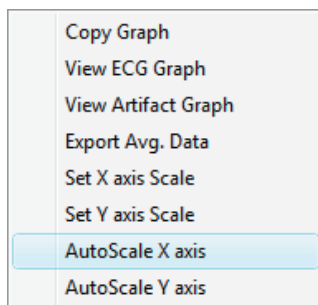 Copy Graph
View ECG Graph
View Artifact Graph
Export Avg. Data
Set X axis Scale
Set Y axis Scale
AutoScale X axis
AutoScale Y axis